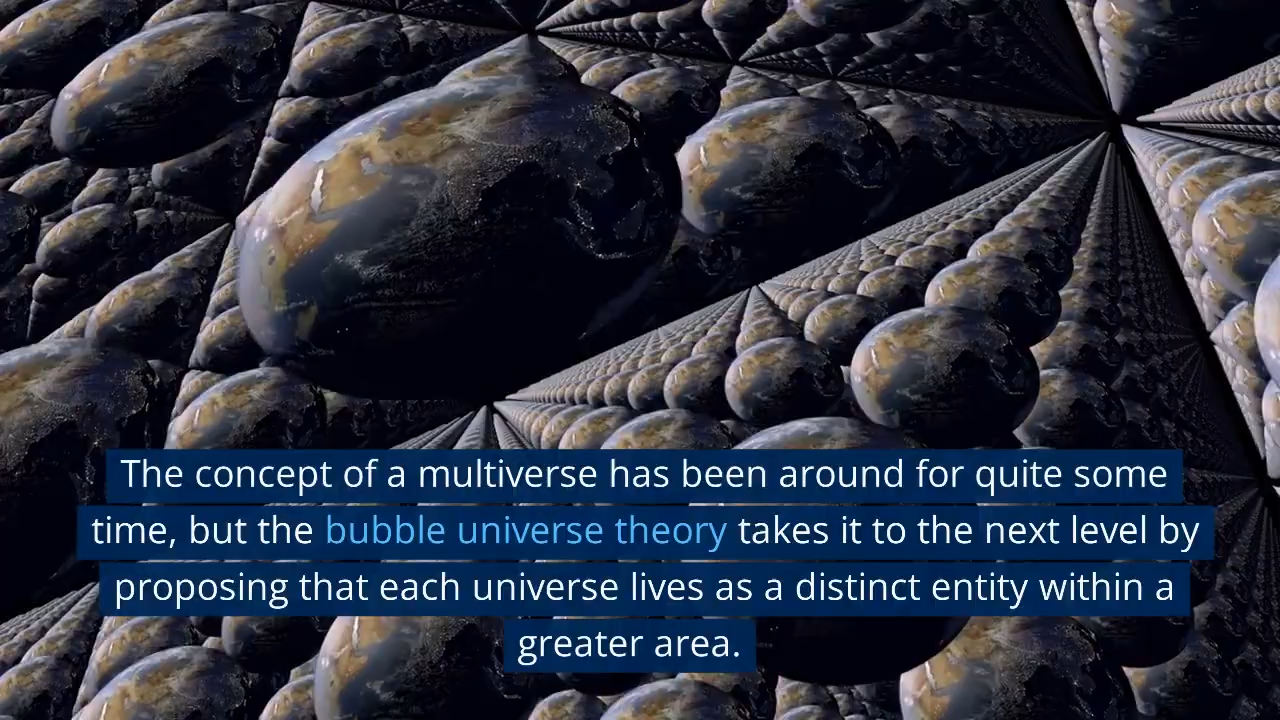 The concept of a multiverse has been around for quite some
time, but the bubble universe theory takes it to the next level by
proposing that each universe lives as a distinct entity within a
greater area.